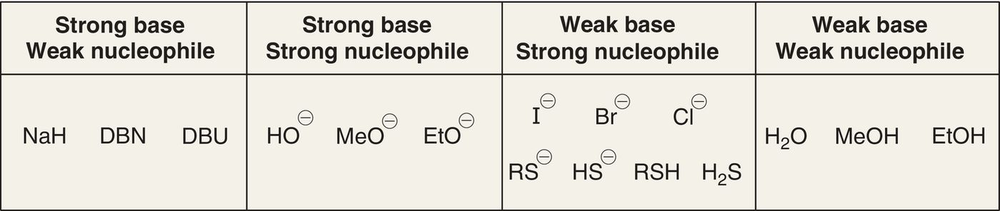 Strong base
Weak nucleophile
Strong base
Strong nucleophile
Weak base
Strong nucleophile
Weak base
Weak nucleophile
NaH DBN DBU
HO⊖ MeO⊖ EtO⊖
I⊖ Br⊖ Cl⊖
RS⊖ HS⊖ RSH H₂S
H₂O MeOH EtOH